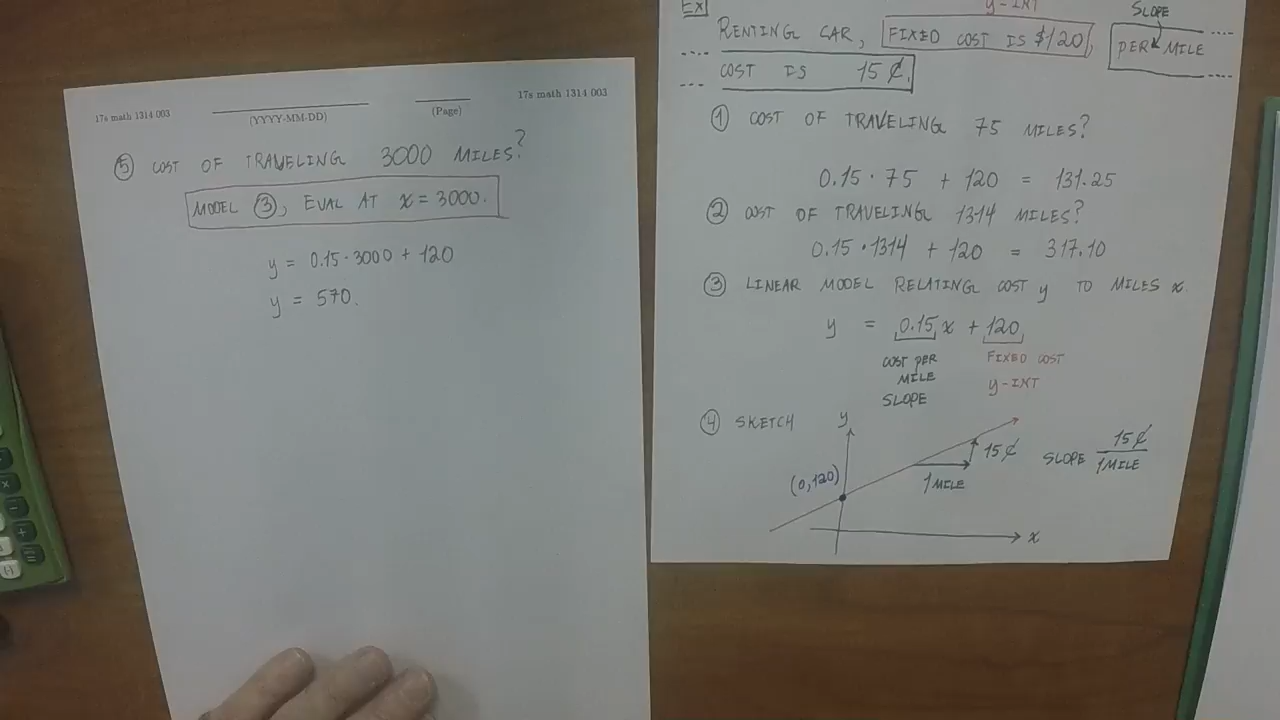 17s math 1314 003
(YYYY-MM-DD)
(Page)
17s math 1314 003
⑤ COST OF TRAVELING 3000 MILES?
MODEL ③, EVAL AT x = 3000.
y = 0.15·3000 + 120
y = 570.
EX
y-INT
SLOPE
RENTING CAR, FIXED COST IS $120, PER MILE
COST IS 15¢.
① COST OF TRAVELING 75 MILES?
0.15·75 + 120 = 131.25
② COST OF TRAVELING 1314 MILES?
0.15·1314 + 120 = 317.10
③ LINEAR MODEL RELATING COST y TO MILES x.
y = 0.15 x + 120
COST PER MILE SLOPE
FIXED COST
y-INT
④ SKETCH
y
(0,120)
15¢
1 MILE
SLOPE 15¢/1 MILE
x